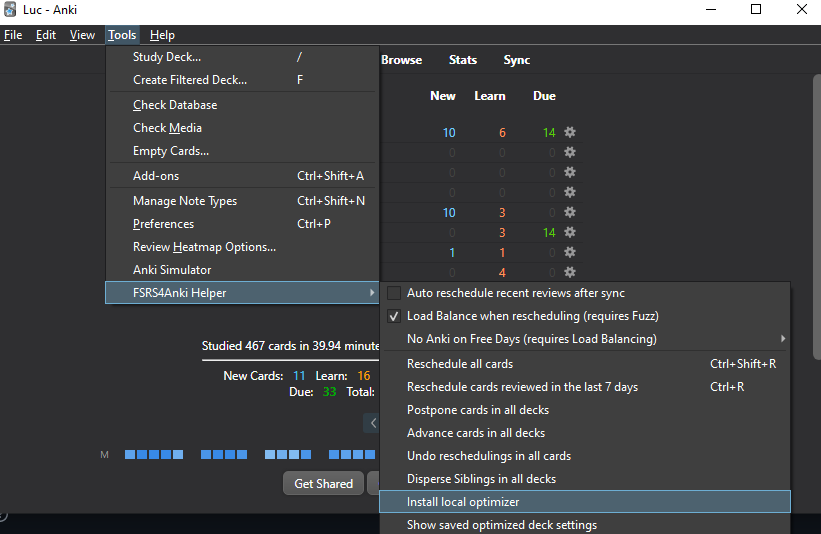 Luc - Anki
File Edit View Tools Help
Study Deck... /
Create Filtered Deck... F
Check Database
Check Media
Empty Cards...
Add-ons Ctrl+Shift+A
Manage Note Types Ctrl+Shift+N
Preferences Ctrl+P
Review Heatmap Options...
Anki Simulator
FSRS4Anki Helper
Browse Stats Sync
New Learn Due
10 6 14
0 0 0
0 0 0
0 0 0
10 3 0
0 3 14
1 1 0
0 4 0
Auto reschedule recent reviews after sync
Load Balance when rescheduling (requires Fuzz)
No Anki on Free Days (requires Load Balancing)
Reschedule all cards Ctrl+Shift+R
Reschedule cards reviewed in the last 7 days Ctrl+R
Postpone cards in all decks
Advance cards in all decks
Undo reschedulings in all cards
Disperse Siblings in all decks
Install local optimizer
Show saved optimized deck settings
Studied 467 cards in 39.94 minute
New Cards: 11 Learn: 16
Due: 33 Total:
M
Get Shared